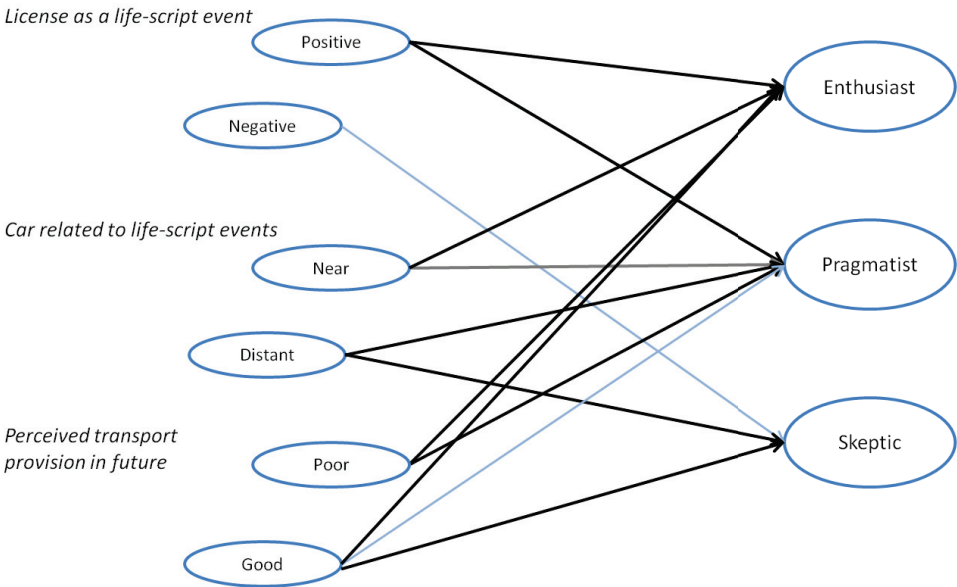 License as a life-script event
Positive
Enthusiast
Negative
Car related to life-script events
Near
Pragmatist
Distant
Perceived transport
provision in future
Poor
Skeptic
Good